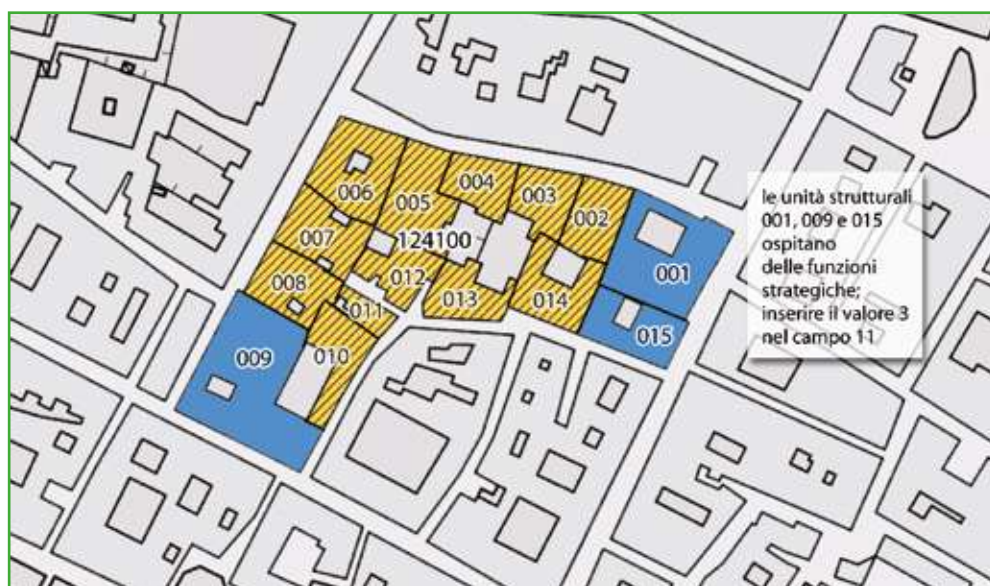 006
005
004
003
002
007
124100
001
008
012
013
014
011
015
009
010
le unità strutturali
001, 009 e 015
ospitano
delle funzioni
strategiche;
inserire il valore 3
nel campo 11